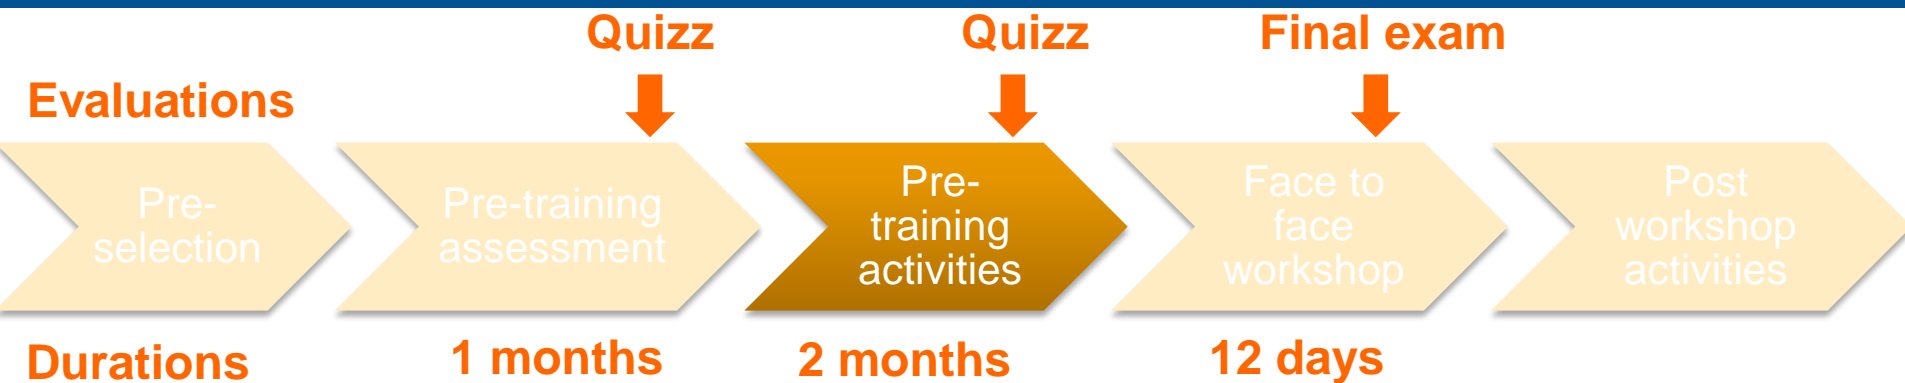 Quizz
Quizz
Final exam
Evaluations
Pre-
selection
Pre-training
assessment
Pre-
training
activities
Face to
face
workshop
Post
workshop
activities
Durations
1 months
2 months
12 days